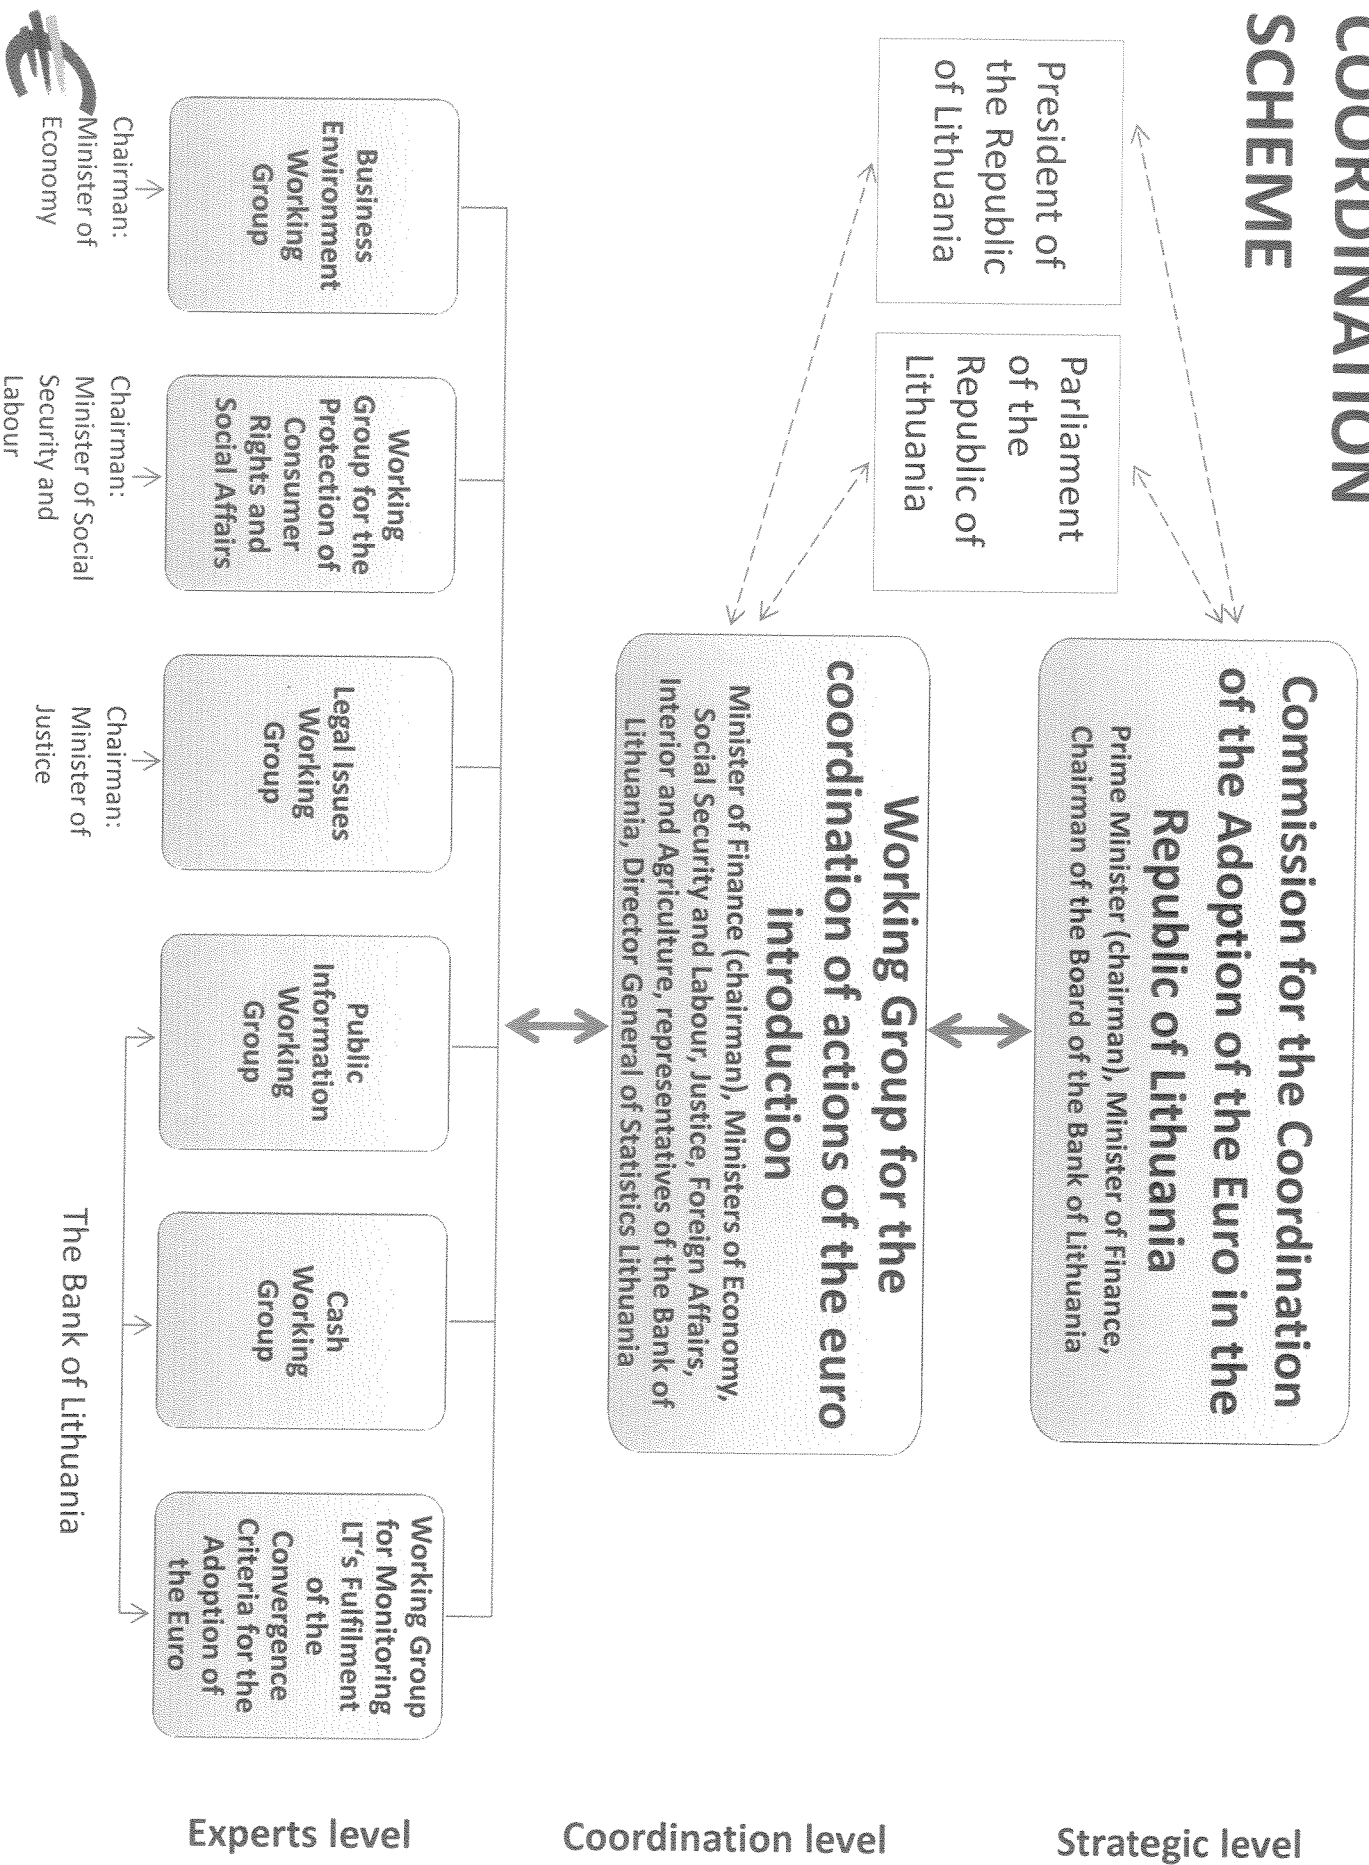 COORDINATION
SCHEME
Commission for the Coordination
of the Adoption of the Euro in the
Republic of Lithuania
Prime Minister (chairman), Minister of Finance,
Chairman of the Board of the Bank of Lithuania
Strategic level
President of
the Republic
of Lithuania
Parliament
of the
Republic of
Lithuania
Working Group for the
coordination of actions of the euro
introduction
Minister of Finance (chairman), Ministers of Economy,
Social Security and Labour, Justice, Foreign Affairs,
Interior and Agriculture, representatives of the Bank of
Lithuania, Director General of Statistics Lithuania
Coordination level
Business
Environment
Working
Group
Working
Group for the
Protection of
Consumer
Rights and
Social Affairs
Legal Issues
Working
Group
Public
Information
Working
Group
Cash
Working
Group
Working Group
for Monitoring
LT's Fulfilment
of the
Convergence
Criteria for the
Adoption of
the Euro
Experts level
Chairman:
Minister of
Economy
Chairman:
Minister of Social
Security and
Labour
Chairman:
Minister of
Justice
The Bank of Lithuania